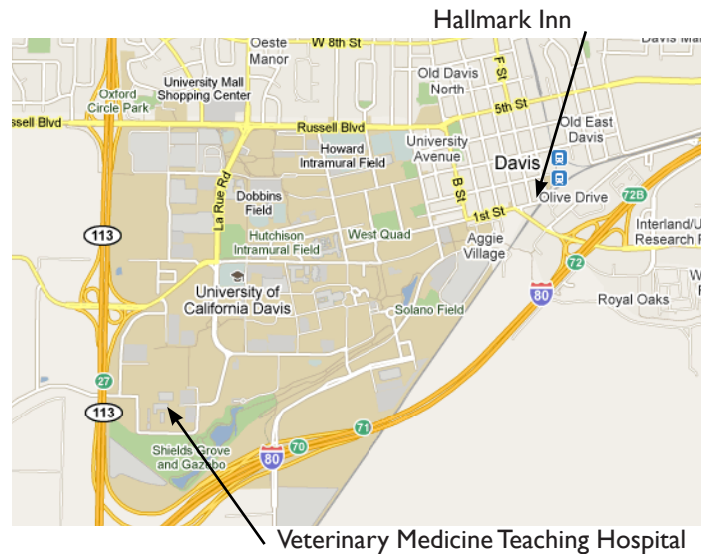 Hallmark Inn
Oeste
Manor
W 8th St
F St
Davis Ma
University Mall
Shopping Center
Old Davis
North
Oxford
Circle Park
5th St
ssell Blvd
Russell Blvd
Old East
Davis
Howard
Intramural Field
University
Avenue
Davis
La Rue Rd
Dobbins
Field
B St
Olive Drive
72B
1st St
113
Hutchison
Intramural Field
West Quad
Aggie
Village
Interland/U
Research P
72
University of
California Davis
80
Royal Oaks
W
Solano Field
27
113
71
70
Shields Grove
and Gazebo
80
Veterinary Medicine Teaching Hospital